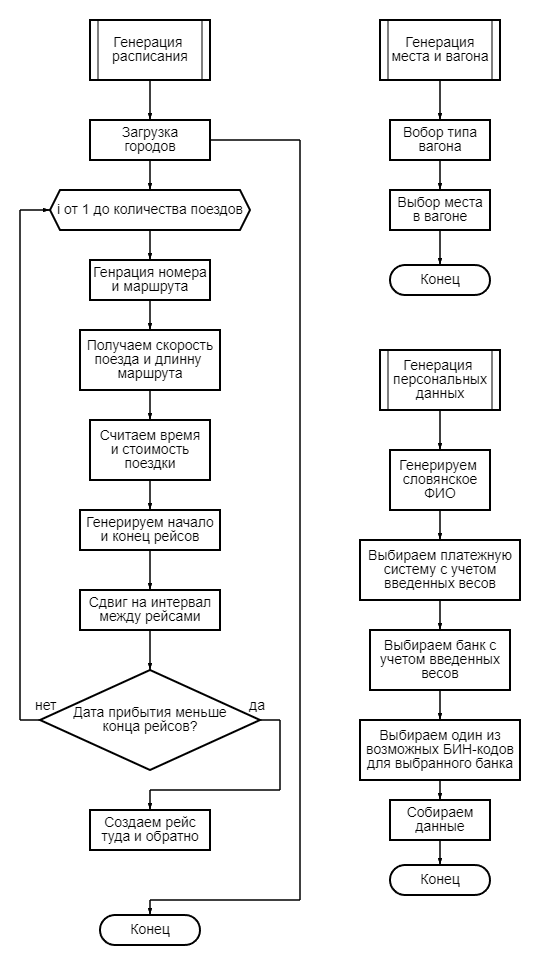 Генерация
расписания
Загрузка
городов
i от 1 до количества поездов
Генрация номера
и маршрута
Получаем скорость
поезда и длинну
маршрута
Считаем время
и стоимость
поездки
Генерируем начало
и конец рейсов
Сдвиг на интервал
между рейсами
нет
да
Дата прибытия меньше
конца рейсов?
Создаем рейс
туда и обратно
Конец
Генерация
места и вагона
Вобор типа
вагона
Выбор места
в вагоне
Конец
Генерация
персональных
данных
Генерируем
словянское
ФИО
Выбираем платежную
систему с учетом
введенных весов
Выбираем банк с
учетом введенных
весов
Выбираем один из
возможных БИН-кодов
для выбранного банка
Собираем
данные
Конец